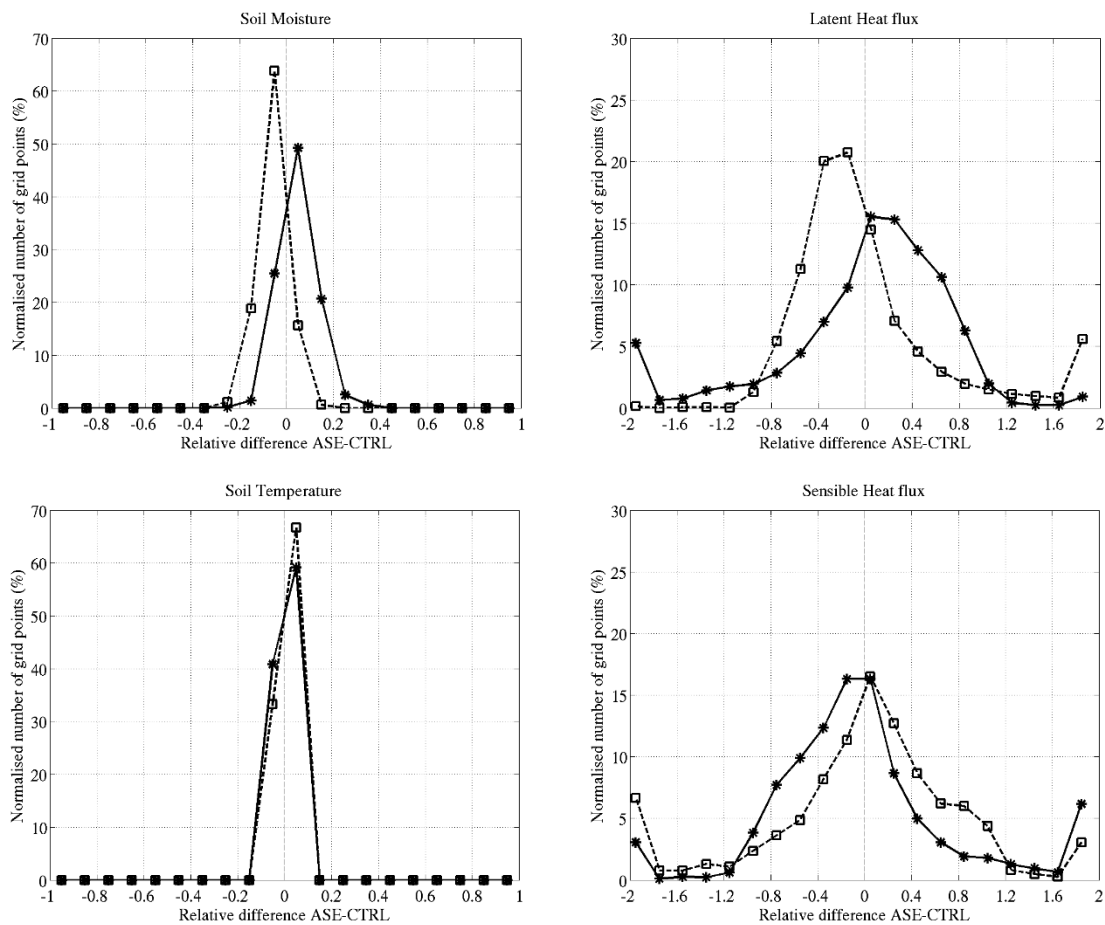 Soil Moisture
Normalised number of grid points (%)
70
60
50
40
30
20
10
0
-1 -0.8 -0.6 -0.4 -0.2 0 0.2 0.4 0.6 0.8 1
Relative difference ASE-CTRL
Latent Heat flux
Normalised number of grid points (%)
30
25
20
15
10
5
0
-2 -1.6 -1.2 -0.8 -0.4 0 0.4 0.8 1.2 1.6 2
Relative difference ASE-CTRL
Soil Temperature
Normalised number of grid points (%)
70
60
50
40
30
20
10
0
-1 -0.8 -0.6 -0.4 -0.2 0 0.2 0.4 0.6 0.8 1
Relative difference ASE-CTRL
Sensible Heat flux
Normalised number of grid points (%)
30
25
20
15
10
5
0
-2 -1.6 -1.2 -0.8 -0.4 0 0.4 0.8 1.2 1.6 2
Relative difference ASE-CTRL